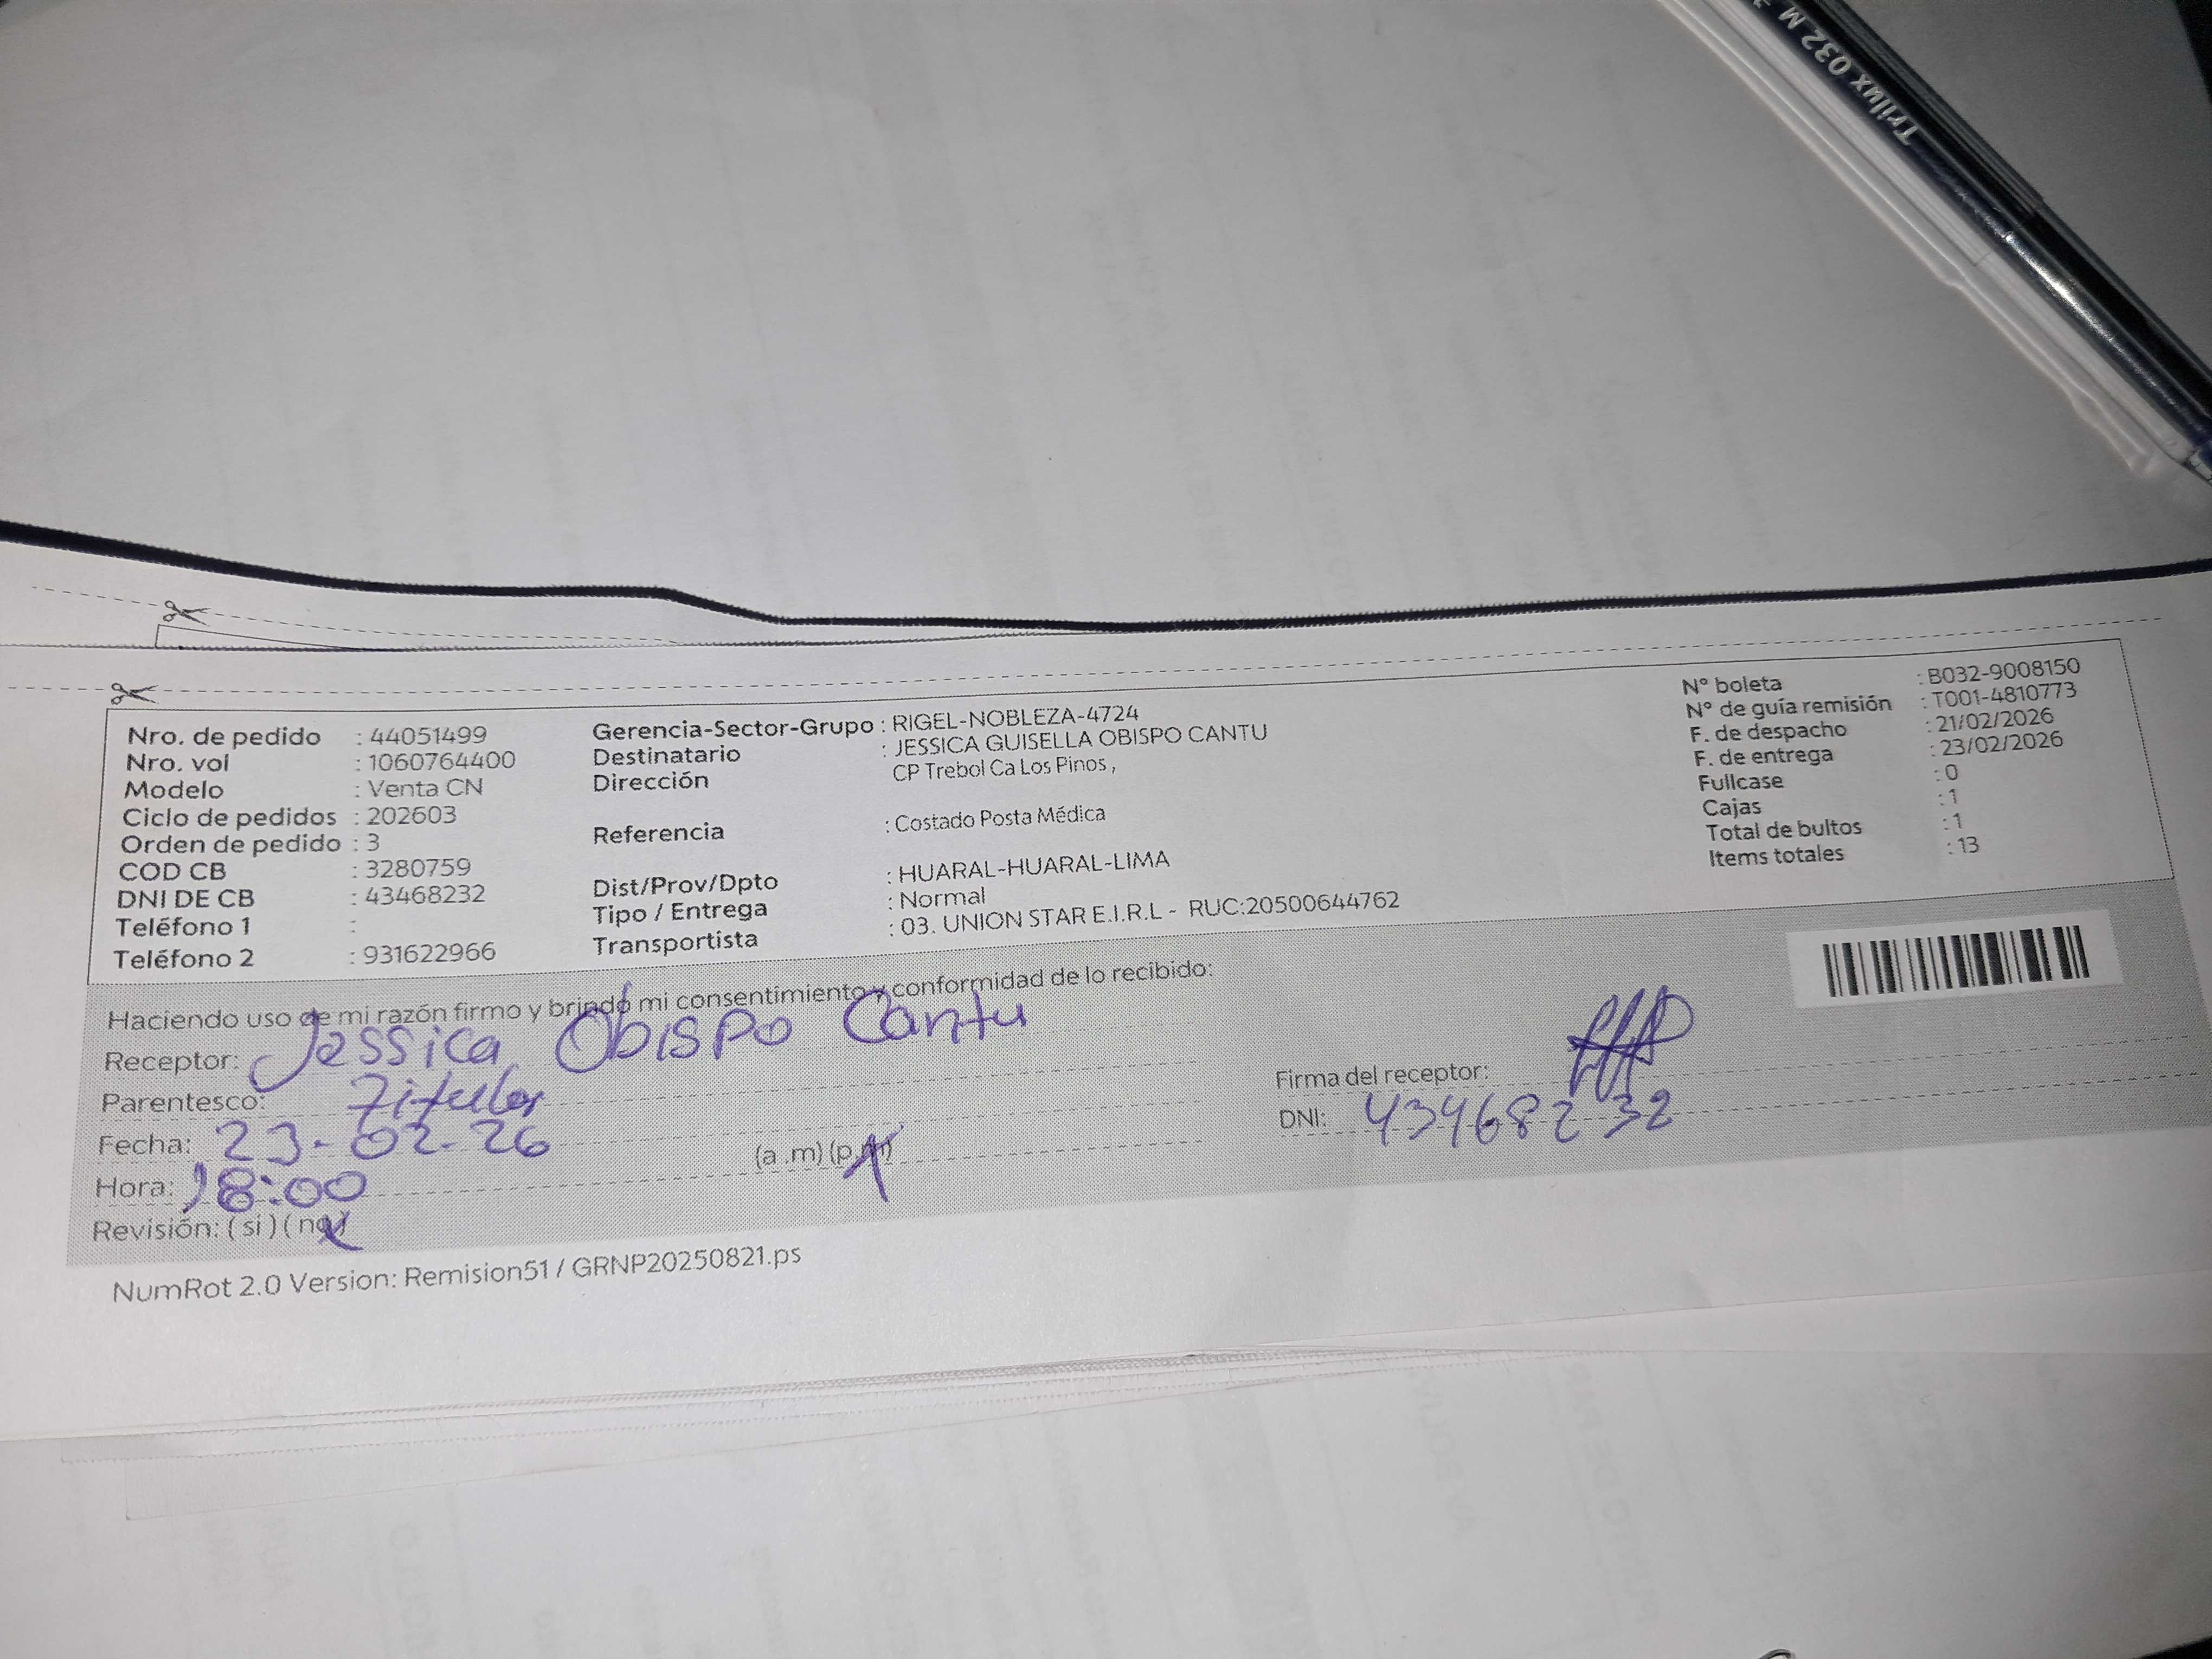 Trilux 032 M
Nro. de pedido : 44051499
Nro. vol : 1060764400
Modelo : Venta CN
Ciclo de pedidos : 202603
Orden de pedido : 3
COD CB : 3280759
DNI DE CB : 43468232
Teléfono 1 :
Teléfono 2 : 931622966
Gerencia-Sector-Grupo : RIGEL-NOBLEZA-4724
Destinatario : JESSICA GUISELLA OBISPO CANTU
Dirección CP Trebol Ca Los Pinos ,
Referencia : Costado Posta Médica
Dist/Prov/Dpto : HUARAL-HUARAL-LIMA
Tipo / Entrega : Normal
Transportista : 03. UNION STAR E.I.R.L - RUC:20500644762
N° boleta : B032-9008150
N° de guía remisión : T001-4810773
F. de despacho : 21/02/2026
F. de entrega : 23/02/2026
Fullcase : 0
Cajas : 1
Total de bultos : 1
Items totales : 13
Haciendo uso de mi razón firmo y brindo mi consentimiento y conformidad de lo recibido:
Receptor: Jessica Obispo Cantu
Parentesco: Titular
Fecha: 23-02-26
Hora: 18:00 (a .m) (p.m)
Revisión: ( si ) ( no )
Firma del receptor:
DNI: 43468232
NumRot 2.0 Version: Remision51 / GRNP20250821.ps